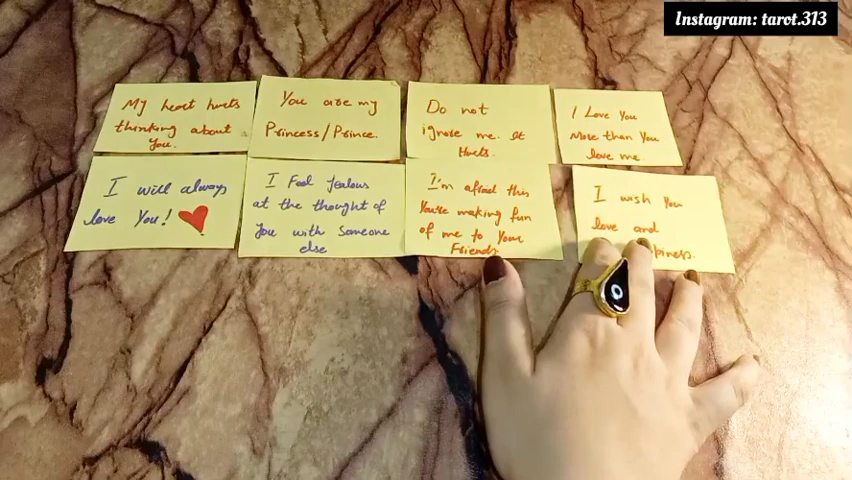 Instagram: tarot.313
My heart hurts
thinking about
you.
You are my
Princess/Prince.
Do not
ignore me. It
Hurts.
I Love You
More than You
love me
I will always
love You!
I Feel Jealous
at the thought of
You with Someone
else
I'm afraid this
You're making fun
of me to Your
Friends.
I wish You
love and